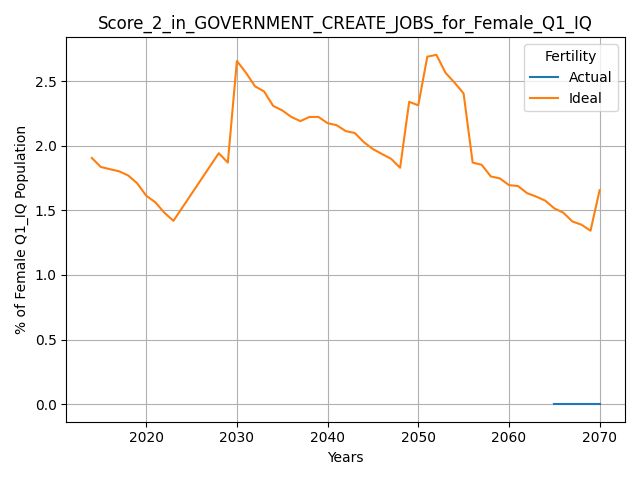 Score_2_in_GOVERNMENT_CREATE_JOBS_for_Female_Q1_IQ
Fertility
Actual
Ideal
% of Female Q1_IQ Population
2.5
2.0
1.5
1.0
0.5
0.0
2020 2030 2040 2050 2060 2070
Years